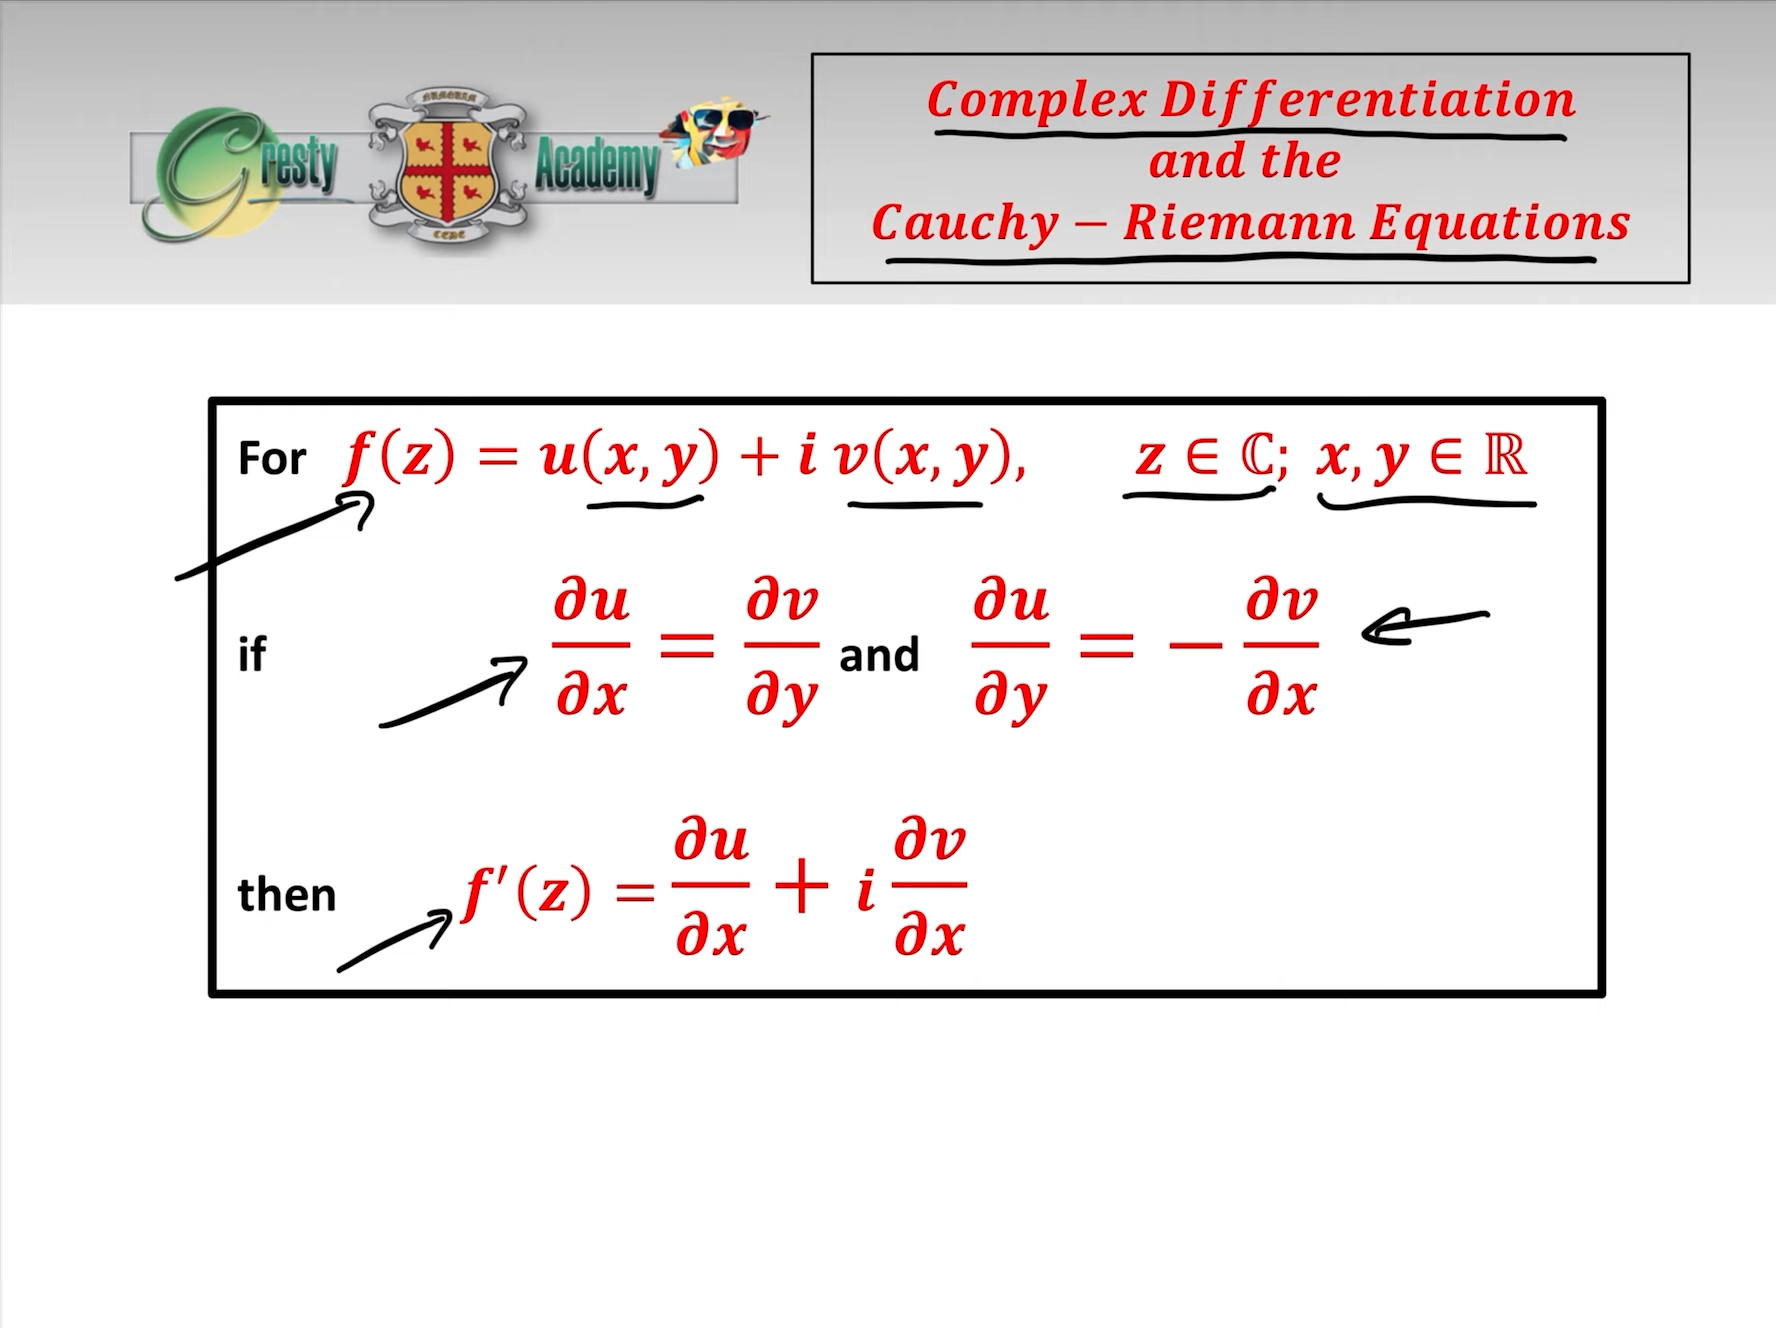 Gresty Academy
Complex Differentiation
and the
Cauchy − Riemann Equations
For f(z) = u(x, y) + i v(x, y), z ∈ ℂ; x, y ∈ ℝ
if ∂u/∂x = ∂v/∂y and ∂u/∂y = − ∂v/∂x
then f′(z) = ∂u/∂x + i ∂v/∂x